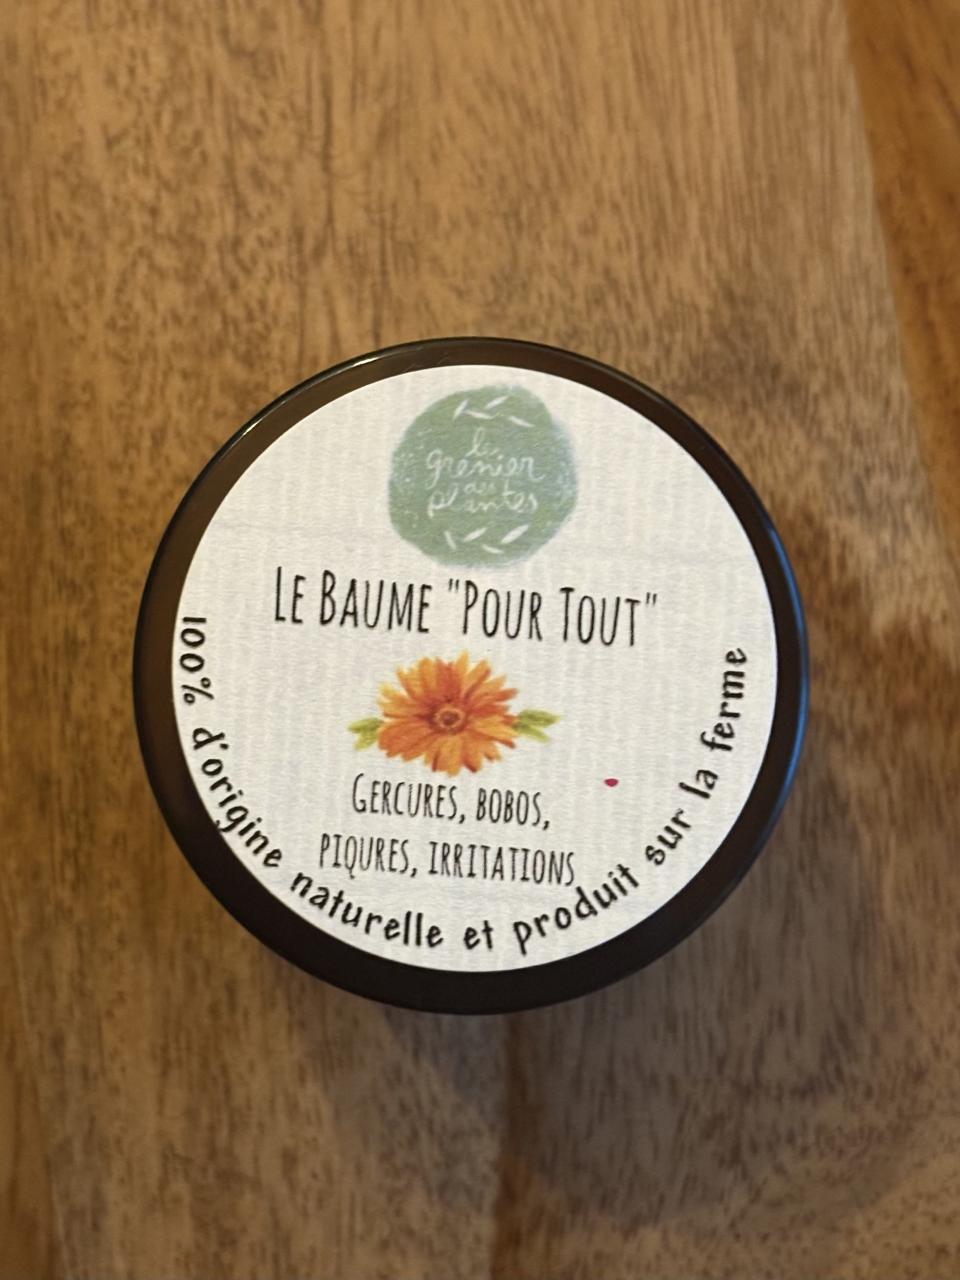 le
grenier
des
plantes
LE BAUME "POUR TOUT"
GERCURES, BOBOS,
PIQURES, IRRITATIONS
100% d'origine naturelle et produit sur la ferme